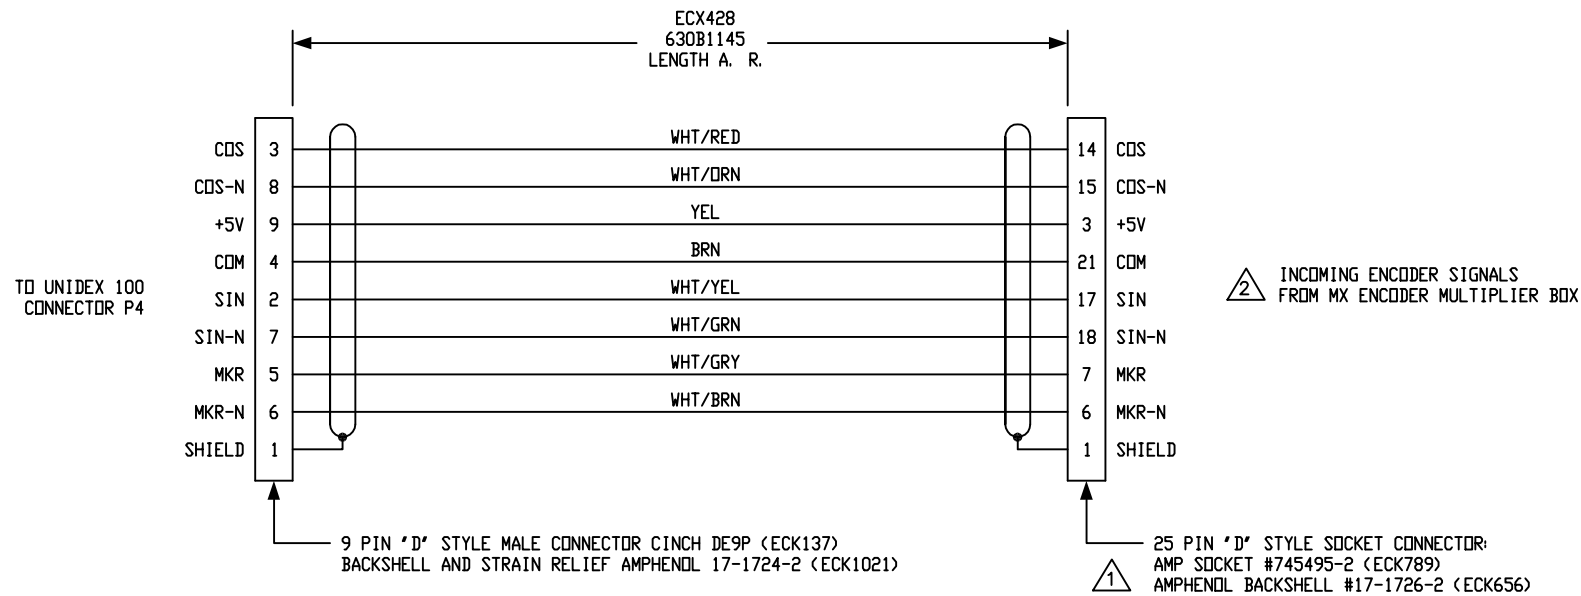 ECX428
630B1145
LENGTH A. R.
COS 3 WHT/RED 14 COS
COS-N 8 WHT/ORN 15 COS-N
+5V 9 YEL 3 +5V
COM 4 BRN 21 COM
TO UNIDEX 100
CONNECTOR P4
SIN 2 WHT/YEL 17 SIN
2 INCOMING ENCODER SIGNALS
FROM MX ENCODER MULTIPLIER BOX
SIN-N 7 WHT/GRN 18 SIN-N
MKR 5 WHT/GRY 7 MKR
MKR-N 6 WHT/BRN 6 MKR-N
SHIELD 1 1 SHIELD
9 PIN 'D' STYLE MALE CONNECTOR CINCH DE9P (ECK137)
BACKSHELL AND STRAIN RELIEF AMPHENOL 17-1724-2 (ECK1021)
25 PIN 'D' STYLE SOCKET CONNECTOR:
AMP SOCKET #745495-2 (ECK789)
1 AMPHENOL BACKSHELL #17-1726-2 (ECK656)